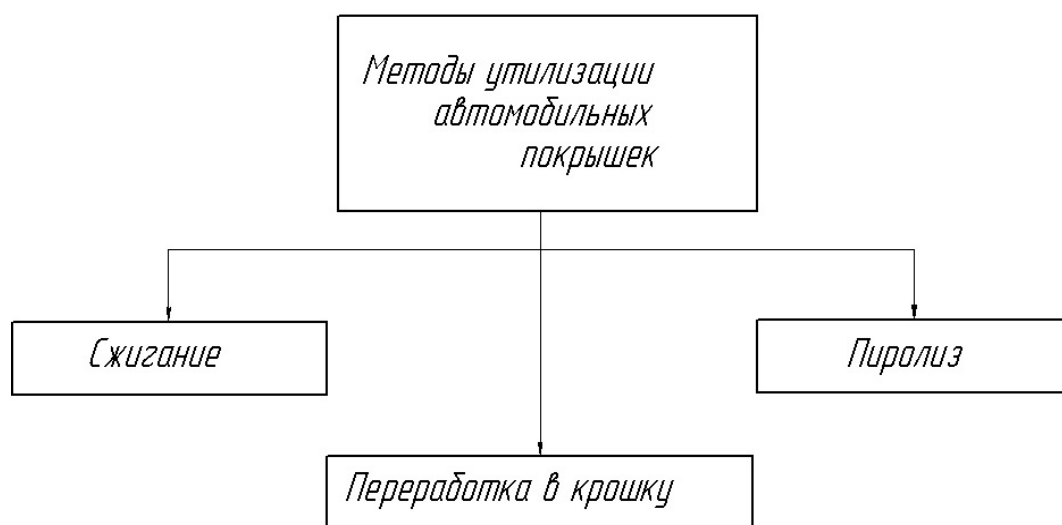 Методы утилизации
автомобильных
покрышек
Сжигание
Пиролиз
Переработка в крошку